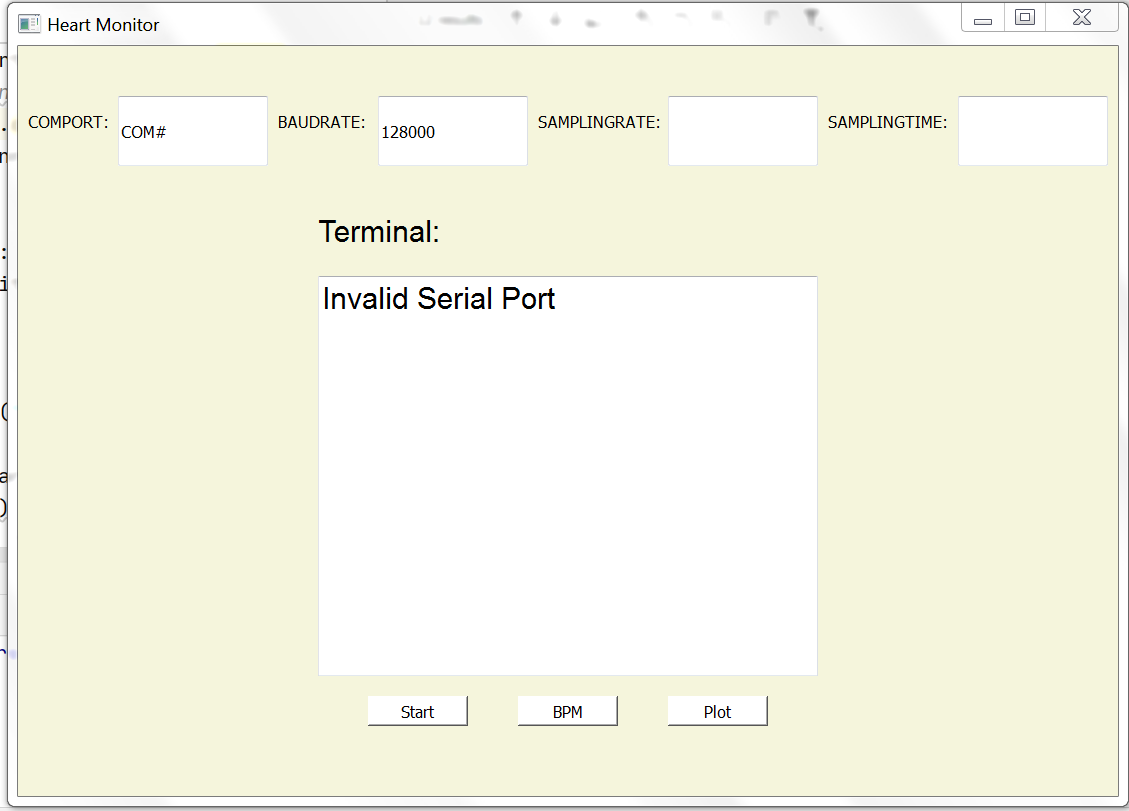 Heart Monitor
COMPORT: COM# BAUDRATE: 128000 SAMPLINGRATE: SAMPLINGTIME:
Terminal:
Invalid Serial Port
Start BPM Plot